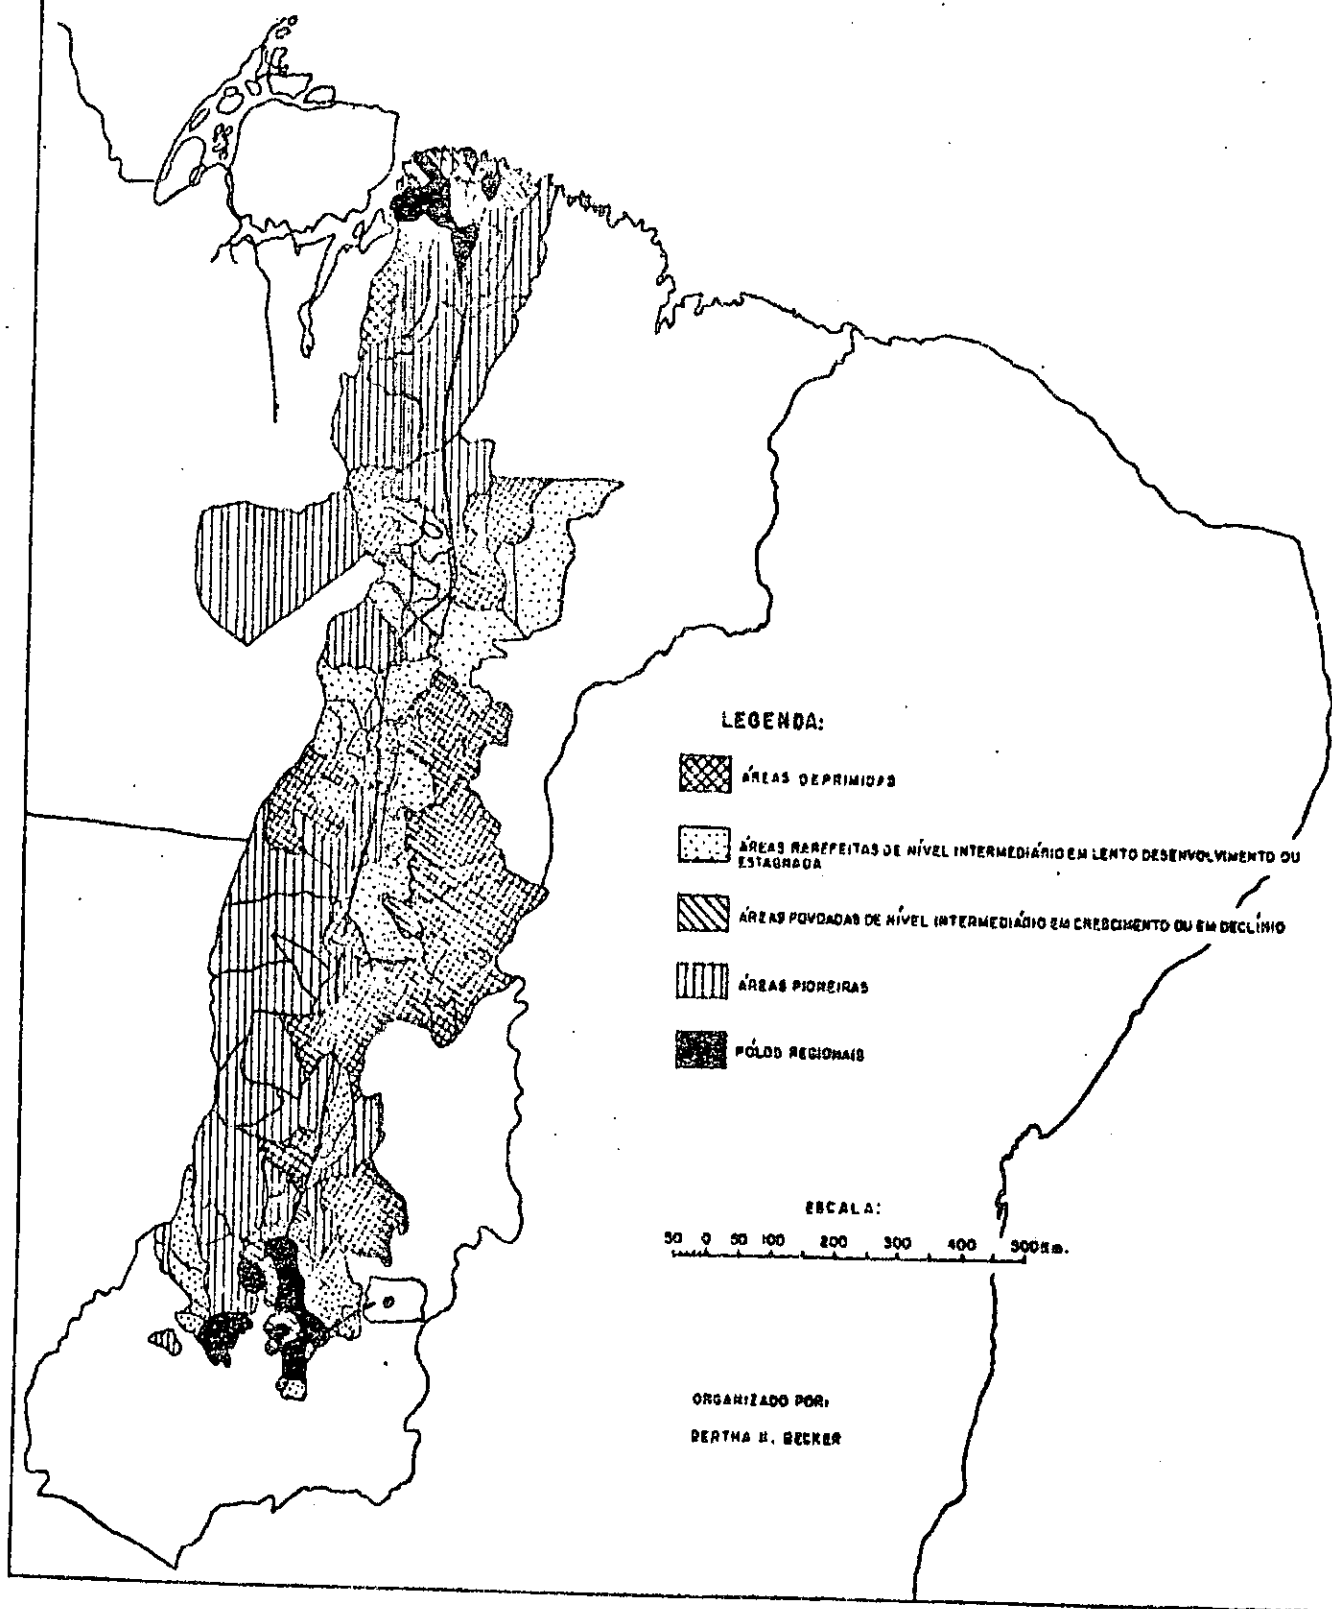 LEGENDA:
ÁREAS DEPRIMIDAS
ÁREAS RAREFEITAS DE NÍVEL INTERMEDIÁRIO EM LENTO DESENVOLVIMENTO OU
ESTAGNADA
ÁREAS POVOADAS DE NÍVEL INTERMEDIÁRIO EM CRESCIMENTO OU EM DECLÍNIO
ÁREAS PIONEIRAS
PÓLOS REGIONAIS
ESCALA:
50 0 50 100 200 300 400 500Km.
ORGANIZADO POR:
BERTHA K. BECKER